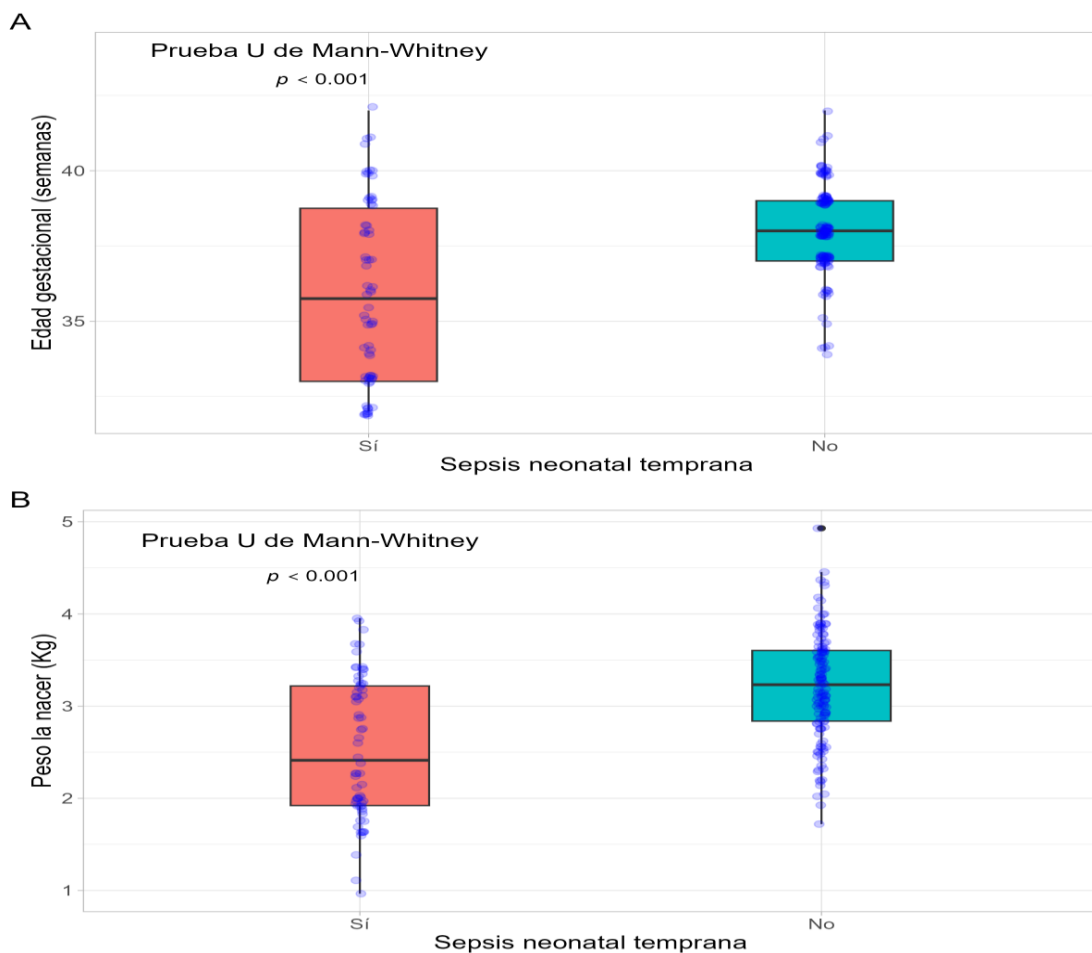 A
Prueba U de Mann-Whitney
p < 0.001
40
35
Edad gestacional (semanas)
Sí
No
Sepsis neonatal temprana
B
Prueba U de Mann-Whitney
p < 0.001
5
4
3
2
1
Peso la nacer (Kg)
Sí
No
Sepsis neonatal temprana